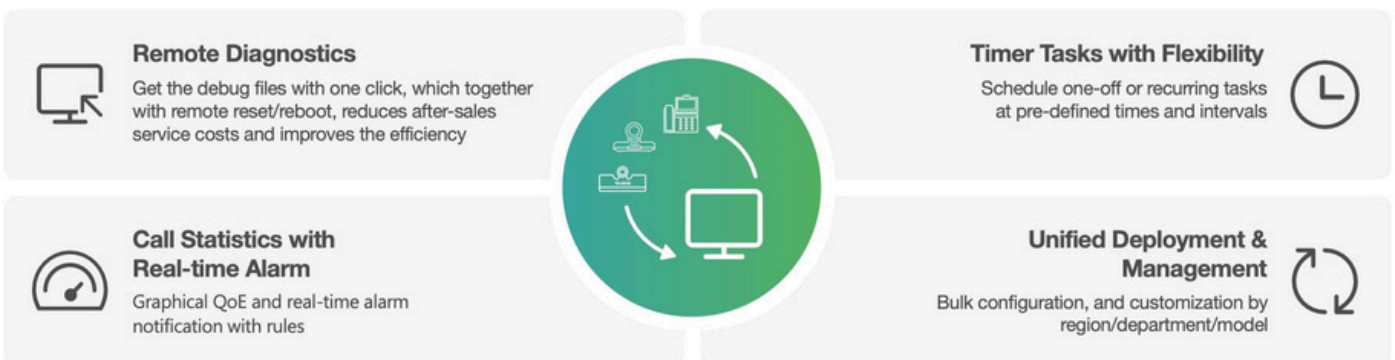 Remote Diagnostics
Get the debug files with one click, which together
with remote reset/reboot, reduces after-sales
service costs and improves the efficiency
Timer Tasks with Flexibility
Schedule one-off or recurring tasks
at pre-defined times and intervals
Call Statistics with
Real-time Alarm
Graphical QoE and real-time alarm
notification with rules
Unified Deployment &
Management
Bulk configuration, and customization by
region/department/model